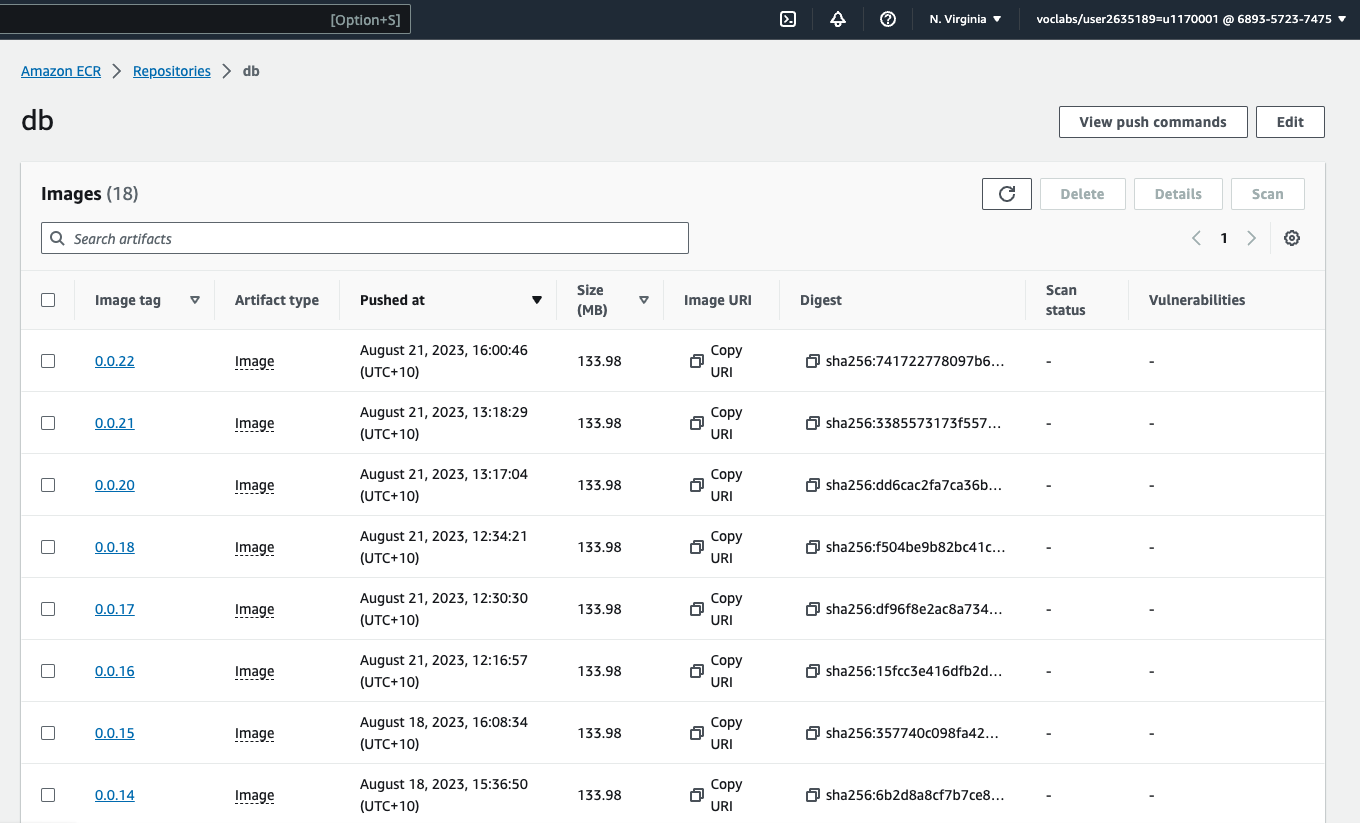 [Option+S]
N. Virginia
voclabs/user2635189=u1170001 @ 6893-5723-7475
Amazon ECR
Repositories
db
db
View push commands
Edit
Images (18)
Delete
Details
Scan
Search artifacts
1
Image tag
Artifact type
Pushed at
Size
(MB)
Image URI
Digest
Scan
status
Vulnerabilities
0.0.22
Image
August 21, 2023, 16:00:46
(UTC+10)
133.98
Copy
URI
sha256:741722778097b6...
-
-
0.0.21
Image
August 21, 2023, 13:18:29
(UTC+10)
133.98
Copy
URI
sha256:3385573173f557...
-
-
0.0.20
Image
August 21, 2023, 13:17:04
(UTC+10)
133.98
Copy
URI
sha256:dd6cac2fa7ca36b...
-
-
0.0.18
Image
August 21, 2023, 12:34:21
(UTC+10)
133.98
Copy
URI
sha256:f504be9b82bc41c...
-
-
0.0.17
Image
August 21, 2023, 12:30:30
(UTC+10)
133.98
Copy
URI
sha256:df96f8e2ac8a734...
-
-
0.0.16
Image
August 21, 2023, 12:16:57
(UTC+10)
133.98
Copy
URI
sha256:15fcc3e416dfb2d...
-
-
0.0.15
Image
August 18, 2023, 16:08:34
(UTC+10)
133.98
Copy
URI
sha256:357740c098fa42...
-
-
0.0.14
Image
August 18, 2023, 15:36:50
(UTC+10)
133.98
Copy
URI
sha256:6b2d8a8cf7b7ce8...
-
-